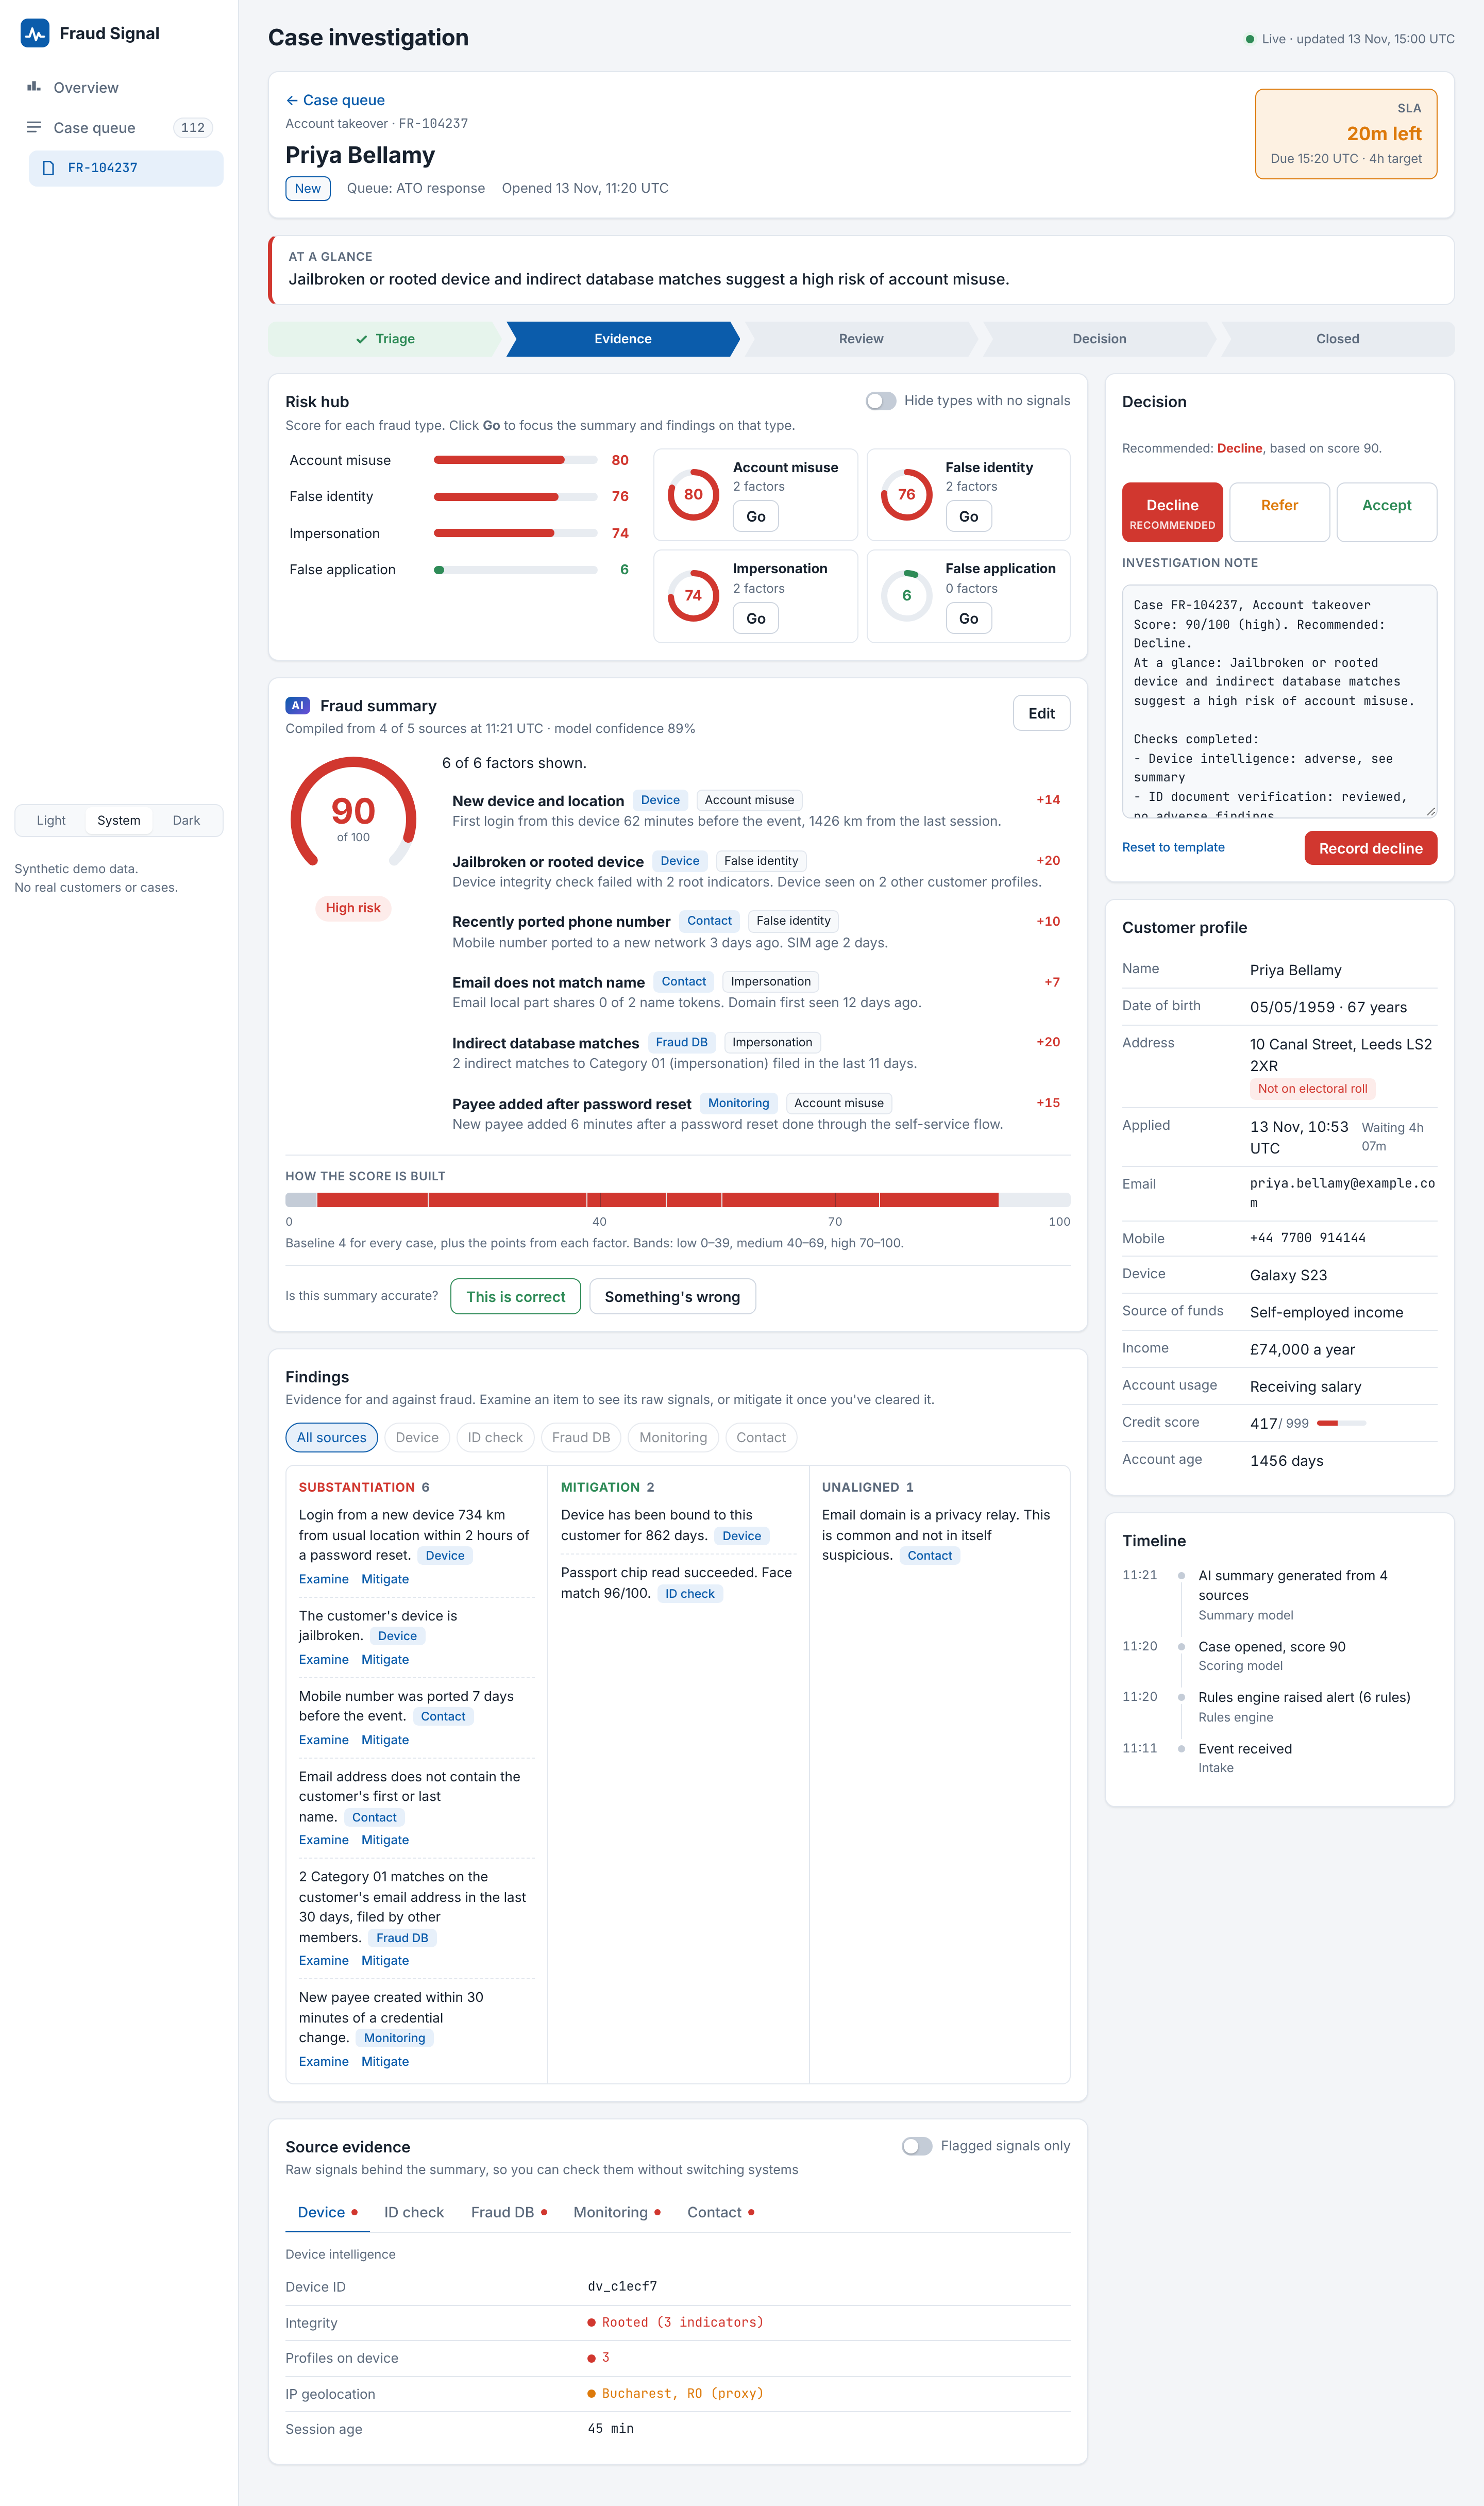 Fraud Signal
Overview
Case queue 112
FR-104237
Light System Dark
Synthetic demo data.
No real customers or cases.
Case investigation
Live · updated 13 Nov, 15:00 UTC
← Case queue
Account takeover · FR-104237
Priya Bellamy
New Queue: ATO response Opened 13 Nov, 11:20 UTC
SLA
20m left
Due 15:20 UTC · 4h target
AT A GLANCE
Jailbroken or rooted device and indirect database matches suggest a high risk of account misuse.
Triage Evidence Review Decision Closed
Risk hub
Hide types with no signals
Score for each fraud type. Click Go to focus the summary and findings on that type.
Account misuse 80
False identity 76
Impersonation 74
False application 6
80
Account misuse
2 factors
Go
76
False identity
2 factors
Go
74
Impersonation
2 factors
Go
6
False application
0 factors
Go
AI Fraud summary
Compiled from 4 of 5 sources at 11:21 UTC · model confidence 89%
Edit
90
of 100
High risk
6 of 6 factors shown.
New device and location Device Account misuse +14
First login from this device 62 minutes before the event, 1426 km from the last session.
Jailbroken or rooted device Device False identity +20
Device integrity check failed with 2 root indicators. Device seen on 2 other customer profiles.
Recently ported phone number Contact False identity +10
Mobile number ported to a new network 3 days ago. SIM age 2 days.
Email does not match name Contact Impersonation +7
Email local part shares 0 of 2 name tokens. Domain first seen 12 days ago.
Indirect database matches Fraud DB Impersonation +20
2 indirect matches to Category 01 (impersonation) filed in the last 11 days.
Payee added after password reset Monitoring Account misuse +15
New payee added 6 minutes after a password reset done through the self-service flow.
HOW THE SCORE IS BUILT
0 40 70 100
Baseline 4 for every case, plus the points from each factor. Bands: low 0–39, medium 40–69, high 70–100.
Is this summary accurate? This is correct Something's wrong
Findings
Evidence for and against fraud. Examine an item to see its raw signals, or mitigate it once you've cleared it.
All sources Device ID check Fraud DB Monitoring Contact
SUBSTANTIATION 6
Login from a new device 734 km
from usual location within 2 hours of
a password reset. Device
Examine Mitigate
The customer's device is
jailbroken. Device
Examine Mitigate
Mobile number was ported 7 days
before the event. Contact
Examine Mitigate
Email address does not contain the
customer's first or last
name. Contact
Examine Mitigate
2 Category 01 matches on the
customer's email address in the last
30 days, filed by other
members. Fraud DB
Examine Mitigate
New payee created within 30
minutes of a credential
change. Monitoring
Examine Mitigate
MITIGATION 2
Device has been bound to this
customer for 862 days. Device
Passport chip read succeeded. Face
match 96/100. ID check
UNALIGNED 1
Email domain is a privacy relay. This
is common and not in itself
suspicious. Contact
Source evidence
Flagged signals only
Raw signals behind the summary, so you can check them without switching systems
Device ID check Fraud DB Monitoring Contact
Device intelligence
Device ID dv_c1ecf7
Integrity Rooted (3 indicators)
Profiles on device 3
IP geolocation Bucharest, RO (proxy)
Session age 45 min
Decision
Recommended: Decline, based on score 90.
Decline
RECOMMENDED
Refer
Accept
INVESTIGATION NOTE
Case FR-104237, Account takeover
Score: 90/100 (high). Recommended:
Decline.
At a glance: Jailbroken or rooted
device and indirect database matches
suggest a high risk of account misuse.
Checks completed:
- Device intelligence: adverse, see
summary
- ID document verification: reviewed,
no adverse findings
Reset to template
Record decline
Customer profile
Name Priya Bellamy
Date of birth 05/05/1959 · 67 years
Address 10 Canal Street, Leeds LS2
2XR
Not on electoral roll
Applied 13 Nov, 10:53 Waiting 4h
UTC 07m
Email priya.bellamy@example.co
m
Mobile +44 7700 914144
Device Galaxy S23
Source of funds Self-employed income
Income £74,000 a year
Account usage Receiving salary
Credit score 417 / 999
Account age 1456 days
Timeline
11:21 AI summary generated from 4
sources
Summary model
11:20 Case opened, score 90
Scoring model
11:20 Rules engine raised alert (6 rules)
Rules engine
11:11 Event received
Intake